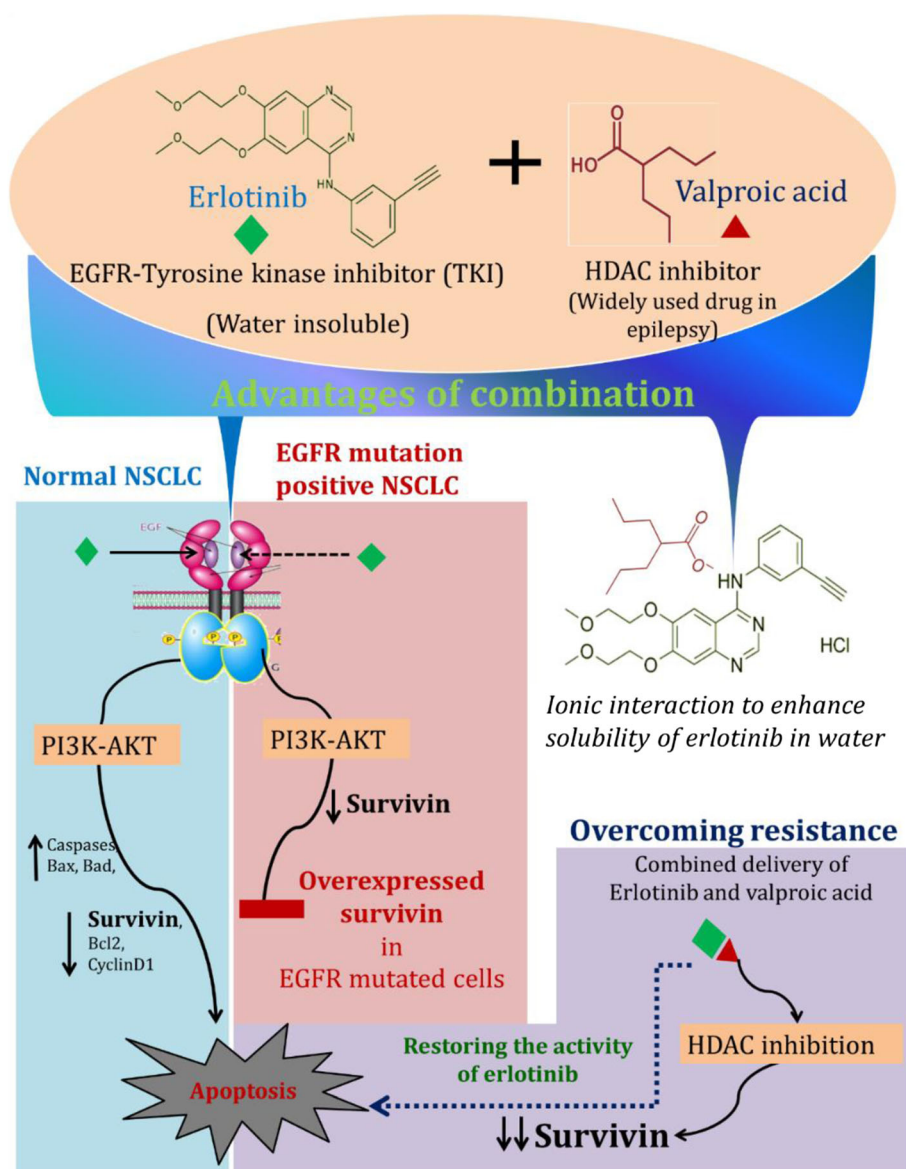 Erlotinib
EGFR-Tyrosine kinase inhibitor (TKI)
(Water insoluble)
+
Valproic acid
HDAC inhibitor
(Widely used drug in
epilepsy)
O
N
O
O
N
O
HN
O
HO
Advantages of combination
Normal NSCLC
EGFR mutation
positive NSCLC
EGF
P
P
P
P
G
PI3K-AKT
Caspases,
Bax, Bad,
Survivin,
Bcl2,
CyclinD1
PI3K-AKT
Survivin
Overexpressed
survivin
in
EGFR mutated cells
O
O
HN
O
O
N
O
O
N
HCl
Ionic interaction to enhance
solubility of erlotinib in water
Overcoming resistance
Combined delivery of
Erlotinib and valproic acid
HDAC inhibition
Survivin
Restoring the activity
of erlotinib
Apoptosis